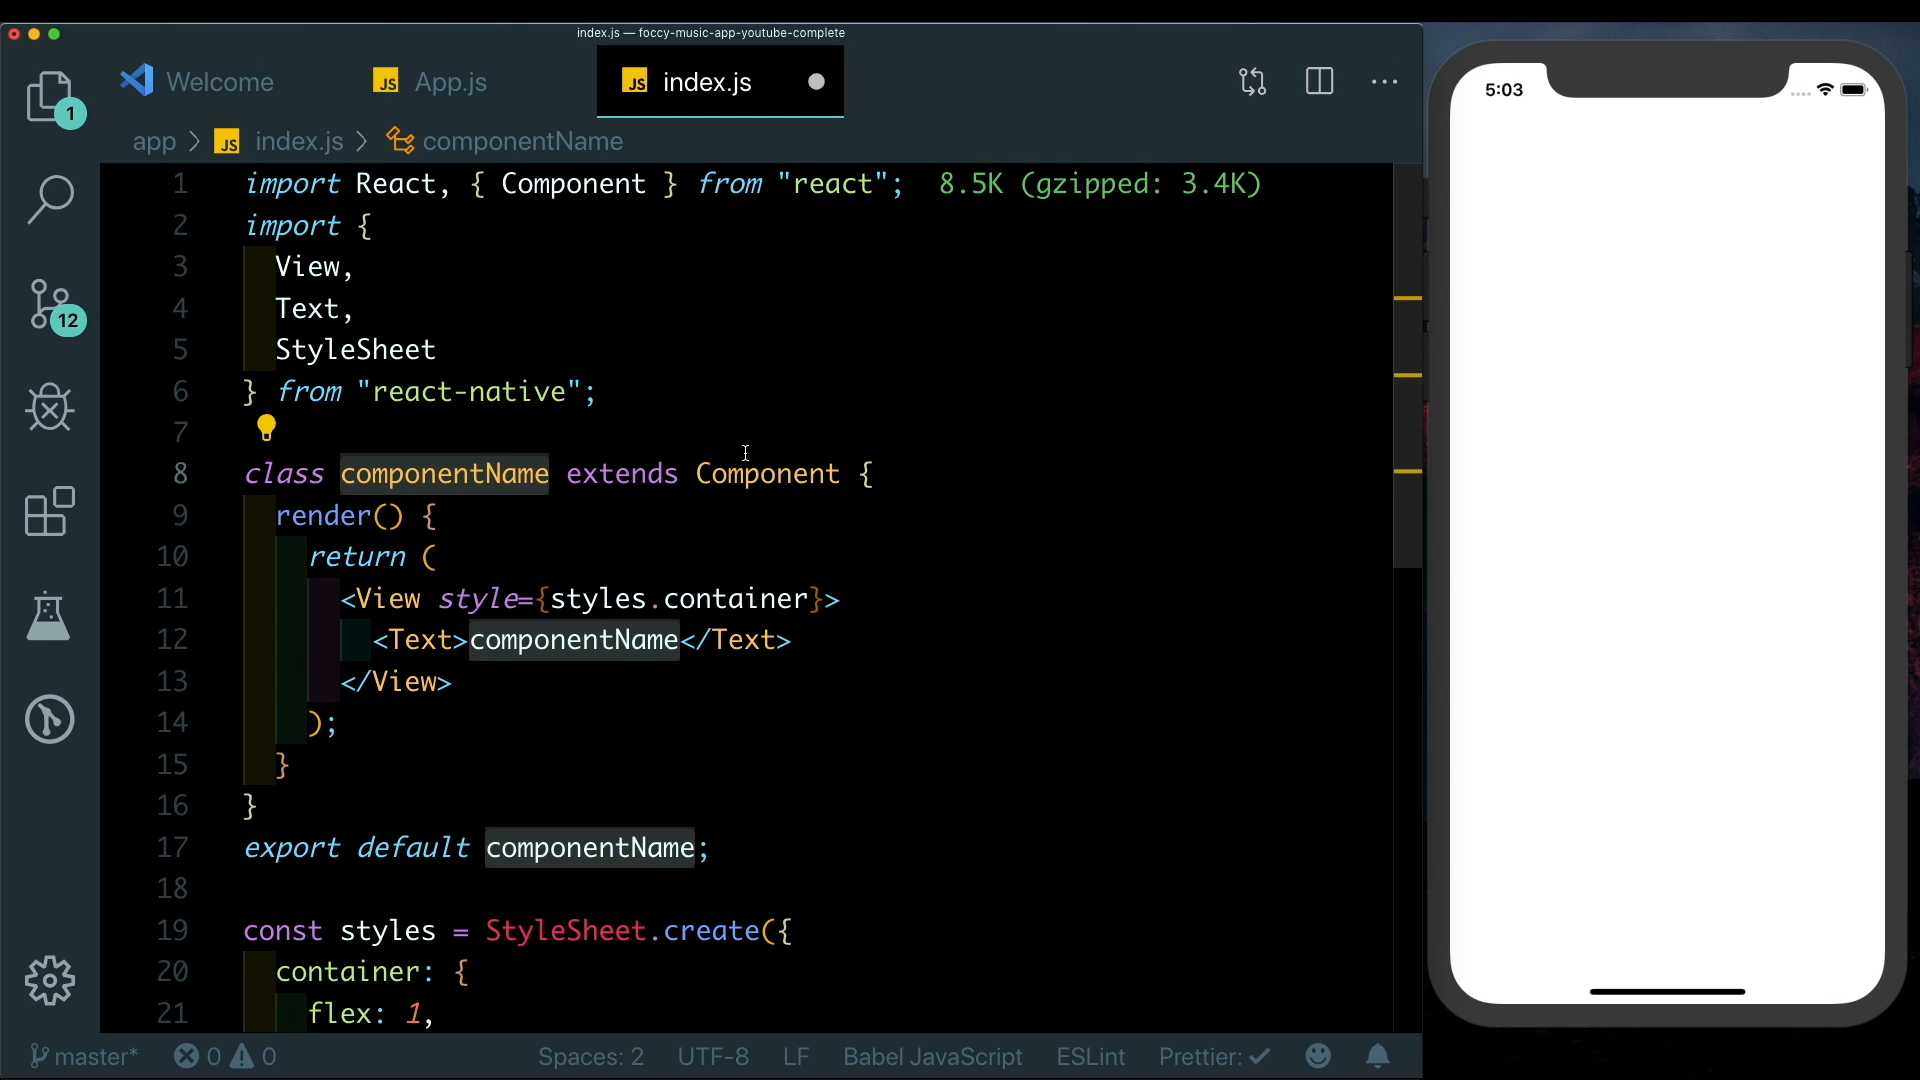 index.js — foccy-music-app-youtube-complete
Welcome
JS App.js
JS index.js
app > JS index.js > componentName
1 import React, { Component } from "react"; 8.5K (gzipped: 3.4K)
2 import {
3 View,
4 Text,
5 StyleSheet
6 } from "react-native";
7
8 class componentName extends Component {
9 render() {
10 return (
11 <View style={styles.container}>
12 <Text>componentName</Text>
13 </View>
14 );
15 }
16 }
17 export default componentName;
18
19 const styles = StyleSheet.create({
20 container: {
21 flex: 1,
1
12
master* 0 0 Spaces: 2 UTF-8 LF Babel JavaScript ESLint Prettier: ✓
5:03